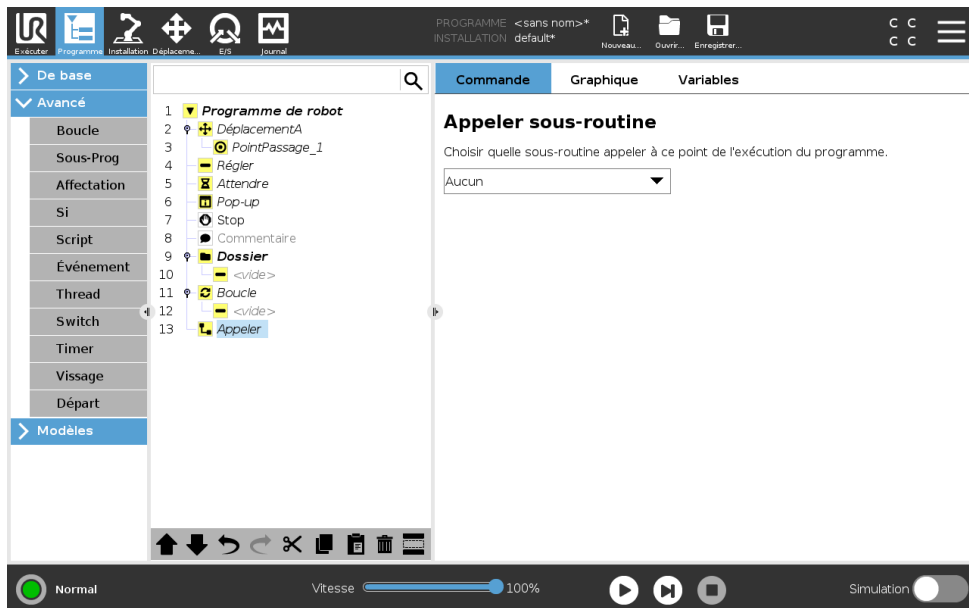 UR
PROGRAMME <sans nom>*
INSTALLATION default*
Exécuter Programme Installation Déplaceme... E/S Journal
Nouveau... Ouvrir... Enregistrer...
C C
C C
De base
Avancé
Boucle
Sous-Prog
Affectation
Si
Script
Événement
Thread
Switch
Timer
Vissage
Départ
Modèles
1 Programme de robot
2 DéplacementA
3 PointPassage_1
4 Régler
5 Attendre
6 Pop-up
7 Stop
8 Commentaire
9 Dossier
10 <vide>
11 Boucle
12 <vide>
13 Appeler
Commande Graphique Variables
Appeler sous-routine
Choisir quelle sous-routine appeler à ce point de l'exécution du programme.
Aucun
Normal
Vitesse 100%
Simulation